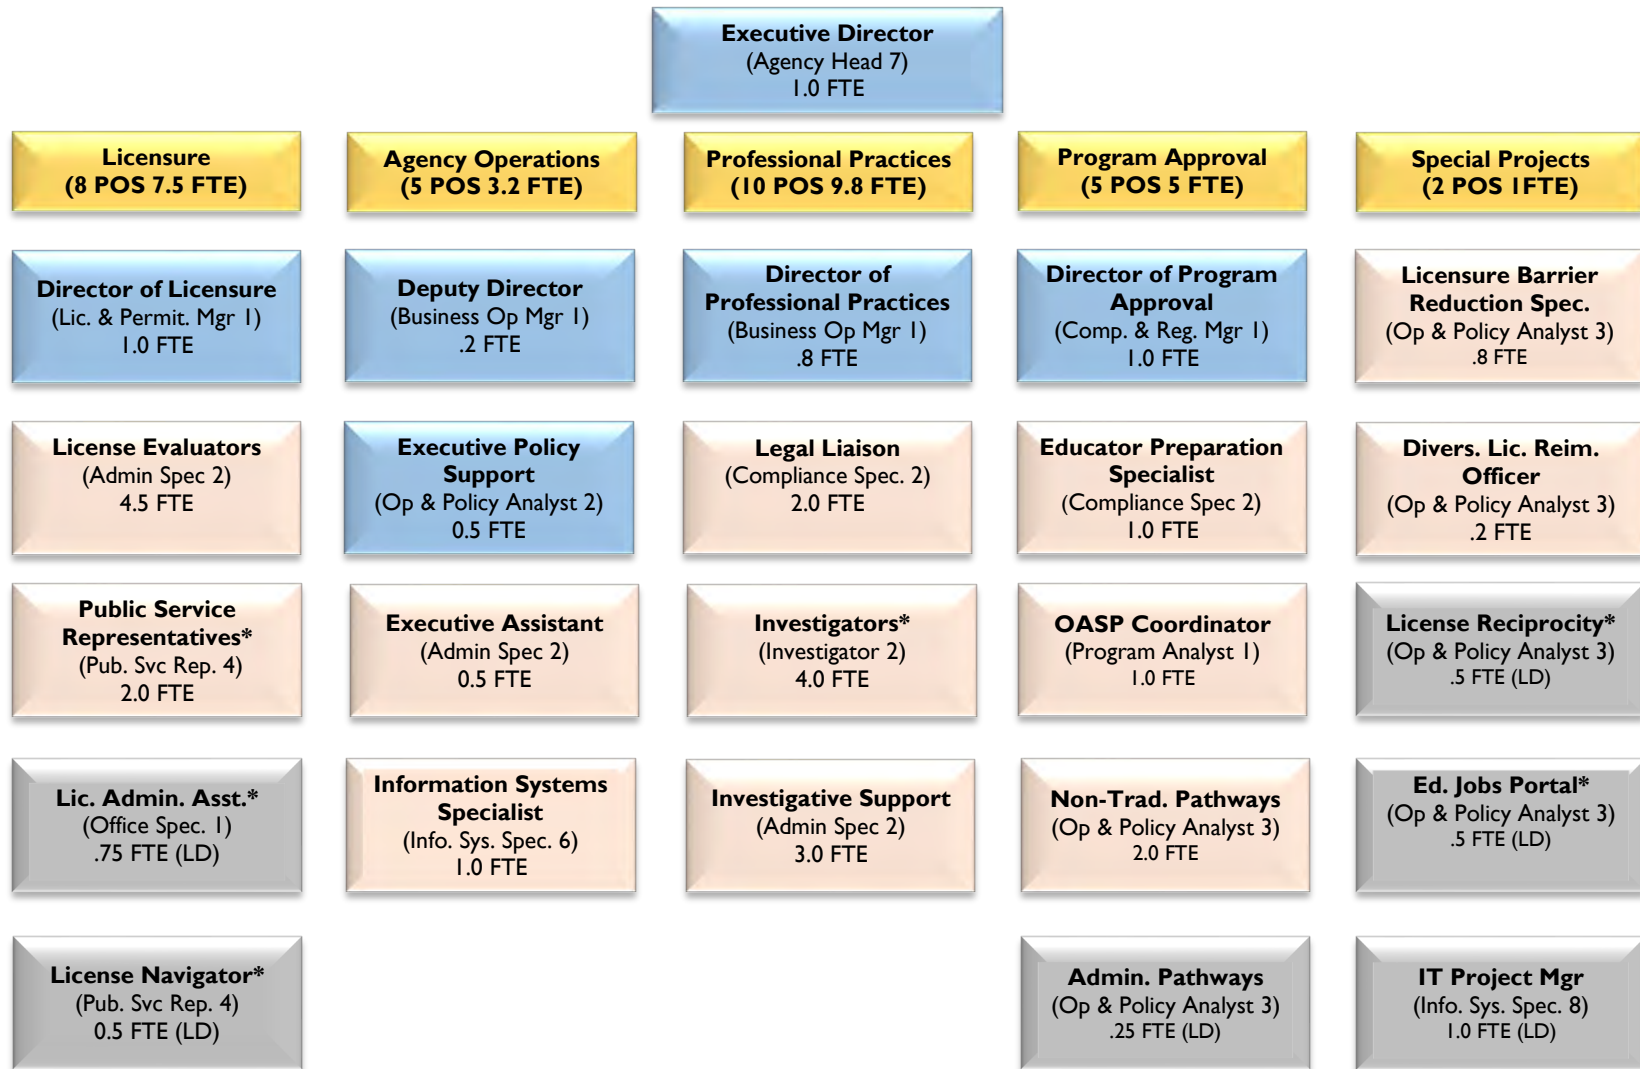 Executive Director
(Agency Head 7)
1.0 FTE
Licensure
(8 POS 7.5 FTE)
Agency Operations
(5 POS 3.2 FTE)
Professional Practices
(10 POS 9.8 FTE)
Program Approval
(5 POS 5 FTE)
Special Projects
(2 POS 1FTE)
Director of Licensure
(Lic. & Permit. Mgr 1)
1.0 FTE
Deputy Director
(Business Op Mgr 1)
.2 FTE
Director of
Professional Practices
(Business Op Mgr 1)
.8 FTE
Director of Program
Approval
(Comp. & Reg. Mgr 1)
1.0 FTE
Licensure Barrier
Reduction Spec.
(Op & Policy Analyst 3)
.8 FTE
License Evaluators
(Admin Spec 2)
4.5 FTE
Executive Policy
Support
(Op & Policy Analyst 2)
0.5 FTE
Legal Liaison
(Compliance Spec. 2)
2.0 FTE
Educator Preparation
Specialist
(Compliance Spec 2)
1.0 FTE
Divers. Lic. Reim.
Officer
(Op & Policy Analyst 3)
.2 FTE
Public Service
Representatives*
(Pub. Svc Rep. 4)
2.0 FTE
Executive Assistant
(Admin Spec 2)
0.5 FTE
Investigators*
(Investigator 2)
4.0 FTE
OASP Coordinator
(Program Analyst 1)
1.0 FTE
License Reciprocity*
(Op & Policy Analyst 3)
.5 FTE (LD)
Lic. Admin. Asst.*
(Office Spec. 1)
.75 FTE (LD)
Information Systems
Specialist
(Info. Sys. Spec. 6)
1.0 FTE
Investigative Support
(Admin Spec 2)
3.0 FTE
Non-Trad. Pathways
(Op & Policy Analyst 3)
2.0 FTE
Ed. Jobs Portal*
(Op & Policy Analyst 3)
.5 FTE (LD)
License Navigator*
(Pub. Svc Rep. 4)
0.5 FTE (LD)
Admin. Pathways
(Op & Policy Analyst 3)
.25 FTE (LD)
IT Project Mgr
(Info. Sys. Spec. 8)
1.0 FTE (LD)